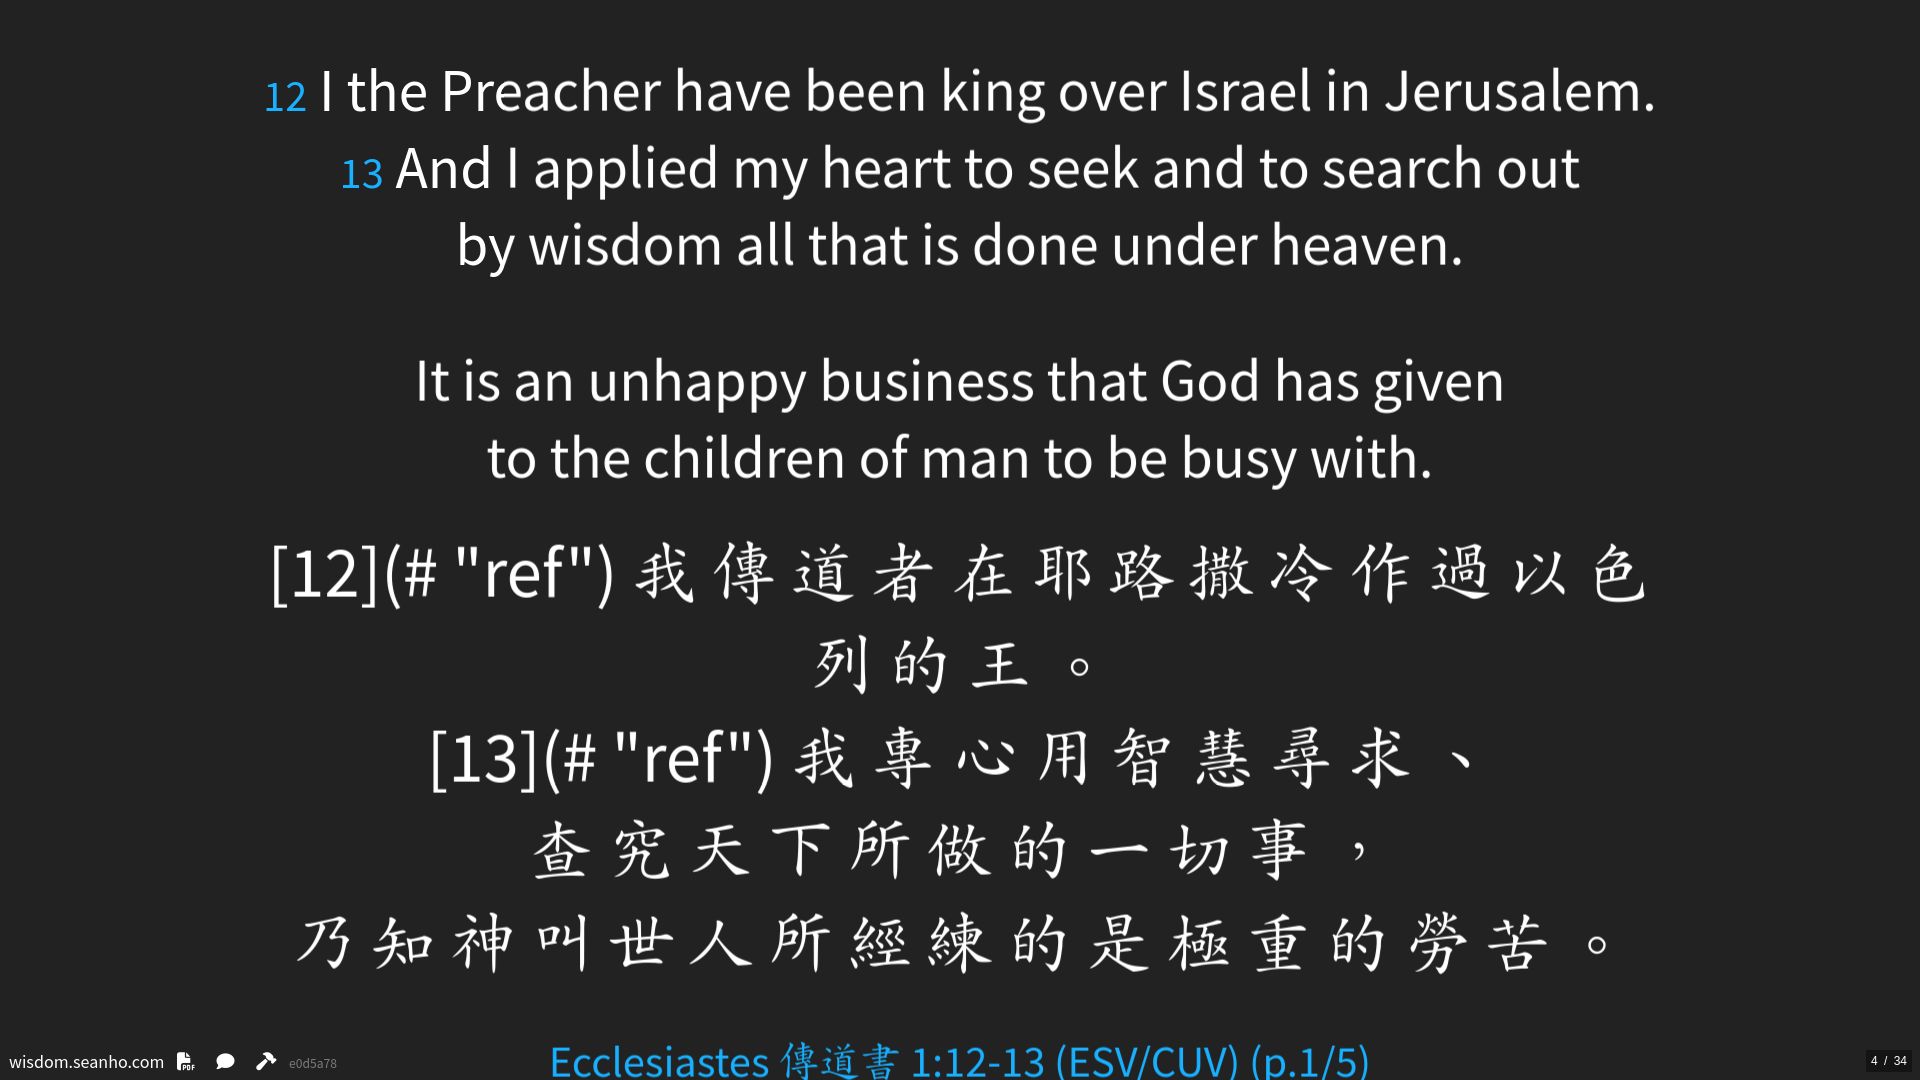 12 I the Preacher have been king over Israel in Jerusalem.
13 And I applied my heart to seek and to search out
by wisdom all that is done under heaven.
It is an unhappy business that God has given
to the children of man to be busy with.
[12](# "ref") 我傳道者在耶路撒冷作過以色
列的王。
[13](# "ref") 我專心用智慧尋求、
查究天下所做的一切事，
乃知神叫世人所經練的是極重的勞苦。
Ecclesiastes 傳道書 1:12-13 (ESV/CUV) (p.1/5)
wisdom.seanho.com PDF e0d5a78
4 / 34